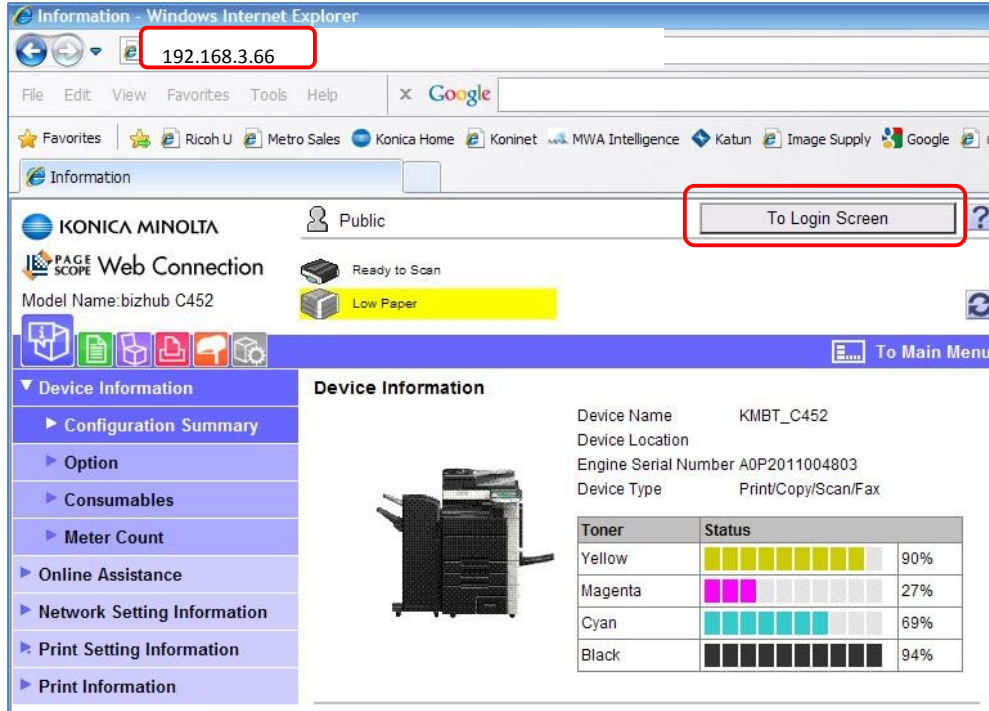 Information - Windows Internet Explorer
192.168.3.66
File Edit View Favorites Tools Help x Google
Favorites Ricoh U Metro Sales Konica Home Koninet MWA Intelligence Katun Image Supply Google
Information
KONICA MINOLTA Public To Login Screen ?
PAGE SCOPE Web Connection Ready to Scan
Model Name:bizhub C452 Low Paper
To Main Menu
Device Information
Configuration Summary
Option
Consumables
Meter Count
Online Assistance
Network Setting Information
Print Setting Information
Print Information
Device Information
Device Name KMBT_C452
Device Location
Engine Serial Number A0P2011004803
Device Type Print/Copy/Scan/Fax
Toner Status
Yellow 90%
Magenta 27%
Cyan 69%
Black 94%